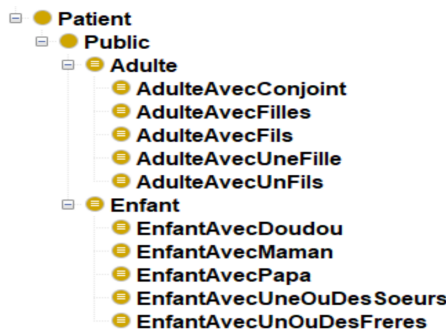 Patient
Public
Adulte
AdulteAvecConjoint
AdulteAvecFilles
AdulteAvecFils
AdulteAvecUneFille
AdulteAvecUnFils
Enfant
EnfantAvecDoudou
EnfantAvecMaman
EnfantAvecPapa
EnfantAvecUneOuDesSoeurs
EnfantAvecUnOuDesFreres